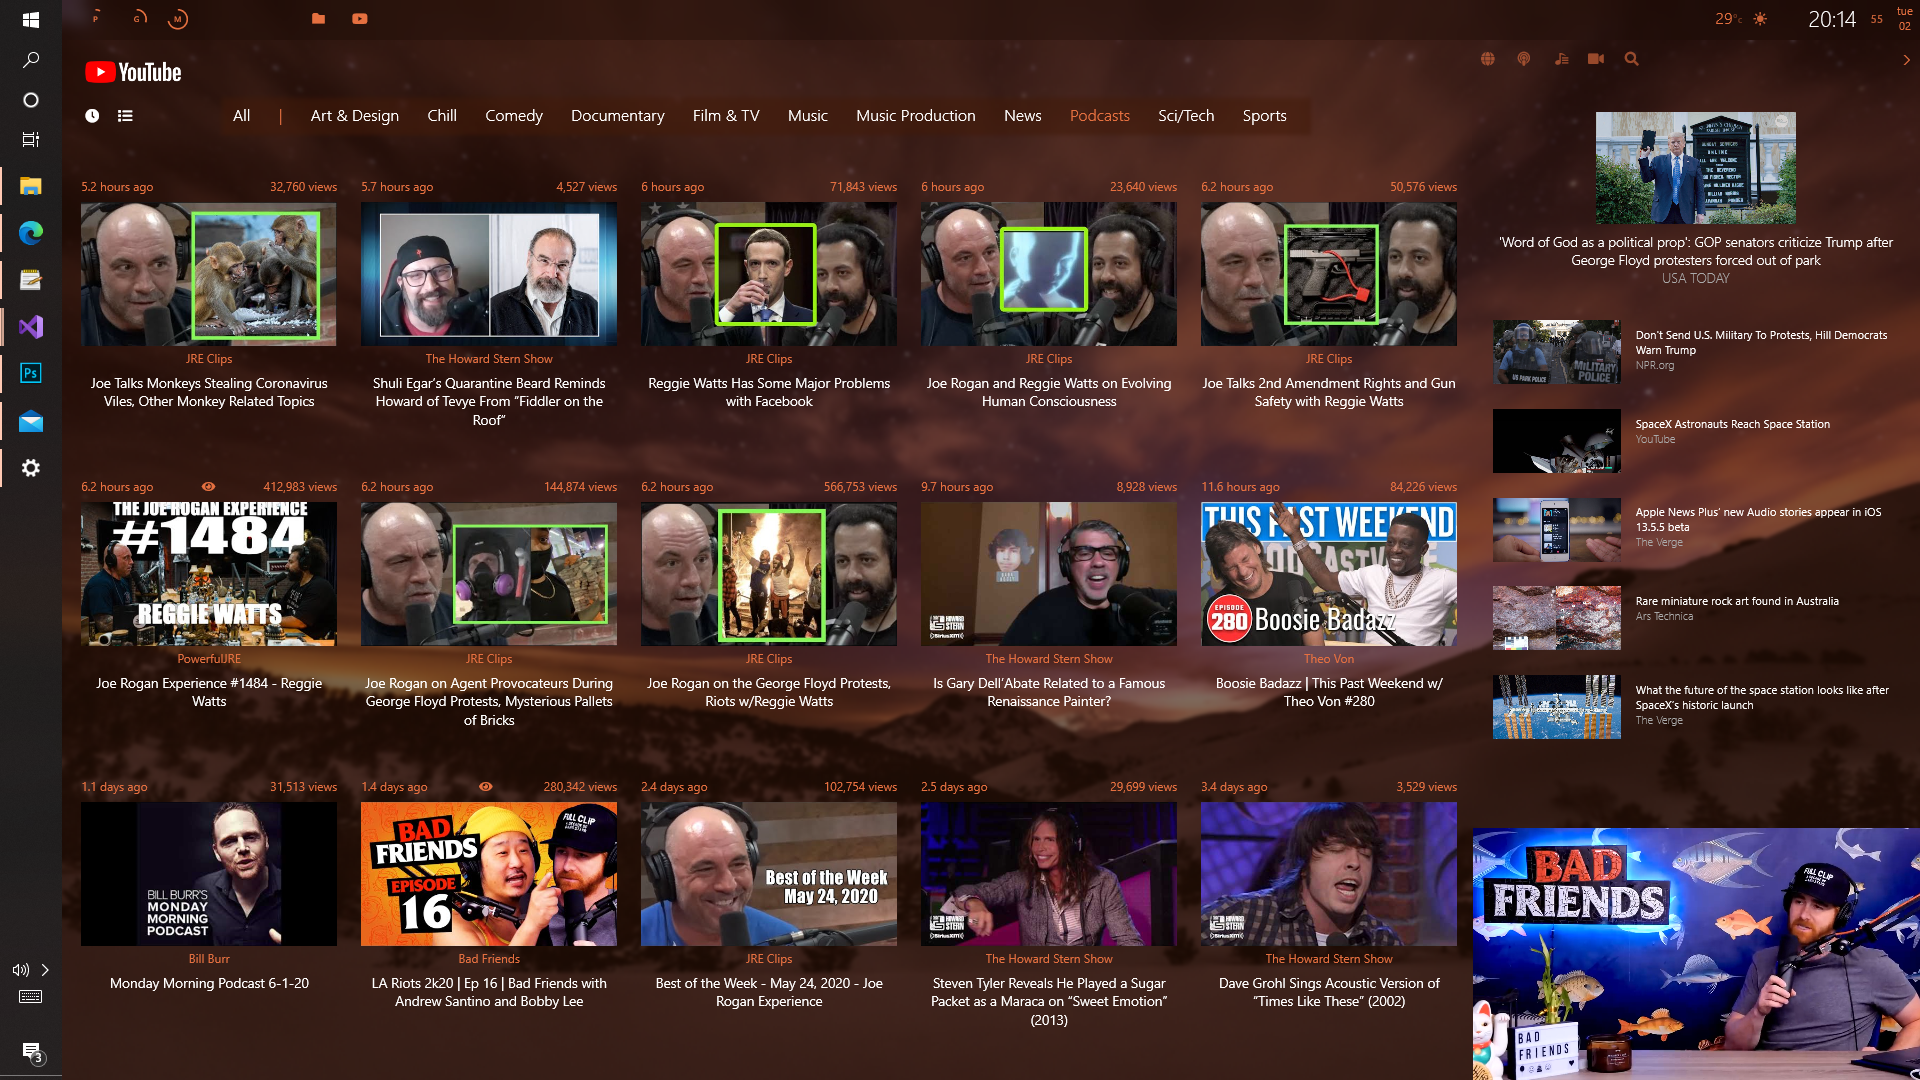 P G M
29°c 20:14 55 tue
02
YouTube
All | Art & Design Chill Comedy Documentary Film & TV Music Music Production News Podcasts Sci/Tech Sports
5.2 hours ago 32,760 views
JRE Clips
Joe Talks Monkeys Stealing Coronavirus
Viles, Other Monkey Related Topics
5.7 hours ago 4,527 views
The Howard Stern Show
Shuli Egar's Quarantine Beard Reminds
Howard of Tevye From “Fiddler on the
Roof”
6 hours ago 71,843 views
JRE Clips
Reggie Watts Has Some Major Problems
with Facebook
6 hours ago 23,640 views
JRE Clips
Joe Rogan and Reggie Watts on Evolving
Human Consciousness
6.2 hours ago 50,576 views
JRE Clips
Joe Talks 2nd Amendment Rights and Gun
Safety with Reggie Watts
6.2 hours ago 412,983 views
THE JOE ROGAN EXPERIENCE
#1484
REGGIE WATTS
PowerfulJRE
Joe Rogan Experience #1484 - Reggie
Watts
6.2 hours ago 144,874 views
JRE Clips
Joe Rogan on Agent Provocateurs During
George Floyd Protests, Mysterious Pallets
of Bricks
6.2 hours ago 566,753 views
JRE Clips
Joe Rogan on the George Floyd Protests,
Riots w/Reggie Watts
9.7 hours ago 8,928 views
HOWARD
STERN
SiriusXM
The Howard Stern Show
Is Gary Dell'Abate Related to a Famous
Renaissance Painter?
11.6 hours ago 84,226 views
THIS PAST WEEKEND
EPISODE
280 Boosie Badazz
Theo Von
Boosie Badazz | This Past Weekend w/
Theo Von #280
1.1 days ago 31,513 views
BILL BURR'S
MONDAY
MORNING
PODCAST
Bill Burr
Monday Morning Podcast 6-1-20
1.4 days ago 280,342 views
BAD
FRIENDS
EPISODE
16
FULL CLIP
Bad Friends
LA Riots 2k20 | Ep 16 | Bad Friends with
Andrew Santino and Bobby Lee
2.4 days ago 102,754 views
Best of the Week
May 24, 2020
JRE Clips
Best of the Week - May 24, 2020 - Joe
Rogan Experience
2.5 days ago 29,699 views
HOWARD
STERN
SiriusXM
The Howard Stern Show
Steven Tyler Reveals He Played a Sugar
Packet as a Maraca on “Sweet Emotion”
(2013)
3.4 days ago 3,529 views
HOWARD
STERN
SiriusXM
The Howard Stern Show
Dave Grohl Sings Acoustic Version of
“Times Like These” (2002)
'Word of God as a political prop': GOP senators criticize Trump after
George Floyd protesters forced out of park
USA TODAY
US PARK POLICE
MILITARY
POLICE
Don't Send U.S. Military To Protests, Hill Democrats
Warn Trump
NPR.org
SpaceX Astronauts Reach Space Station
YouTube
Apple News Plus' new Audio stories appear in iOS
13.5.5 beta
The Verge
Rare miniature rock art found in Australia
Ars Technica
What the future of the space station looks like after
SpaceX's historic launch
The Verge
BAD
FRIENDS
FULL CLIP
BAD
FRIENDS
Ps
3